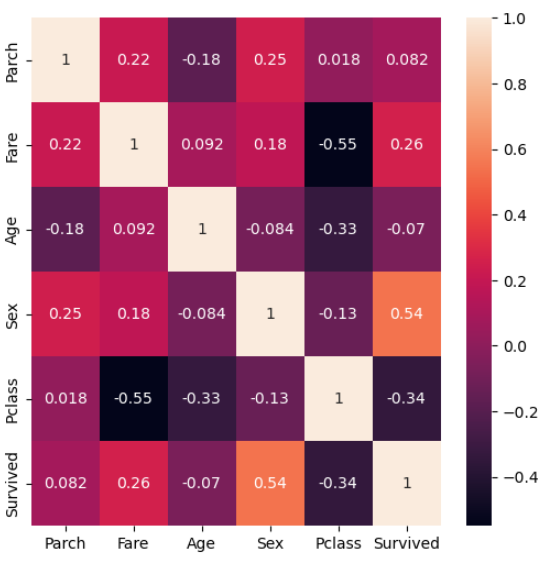 1.0
Parch 1 0.22 -0.18 0.25 0.018 0.082
0.8
Fare 0.22 1 0.092 0.18 -0.55 0.26
0.6
Age -0.18 0.092 1 -0.084 -0.33 -0.07
0.4
0.2
Sex 0.25 0.18 -0.084 1 -0.13 0.54
0.0
Pclass 0.018 -0.55 -0.33 -0.13 1 -0.34
−0.2
Survived 0.082 0.26 -0.07 0.54 -0.34 1
−0.4
Parch Fare Age Sex Pclass Survived